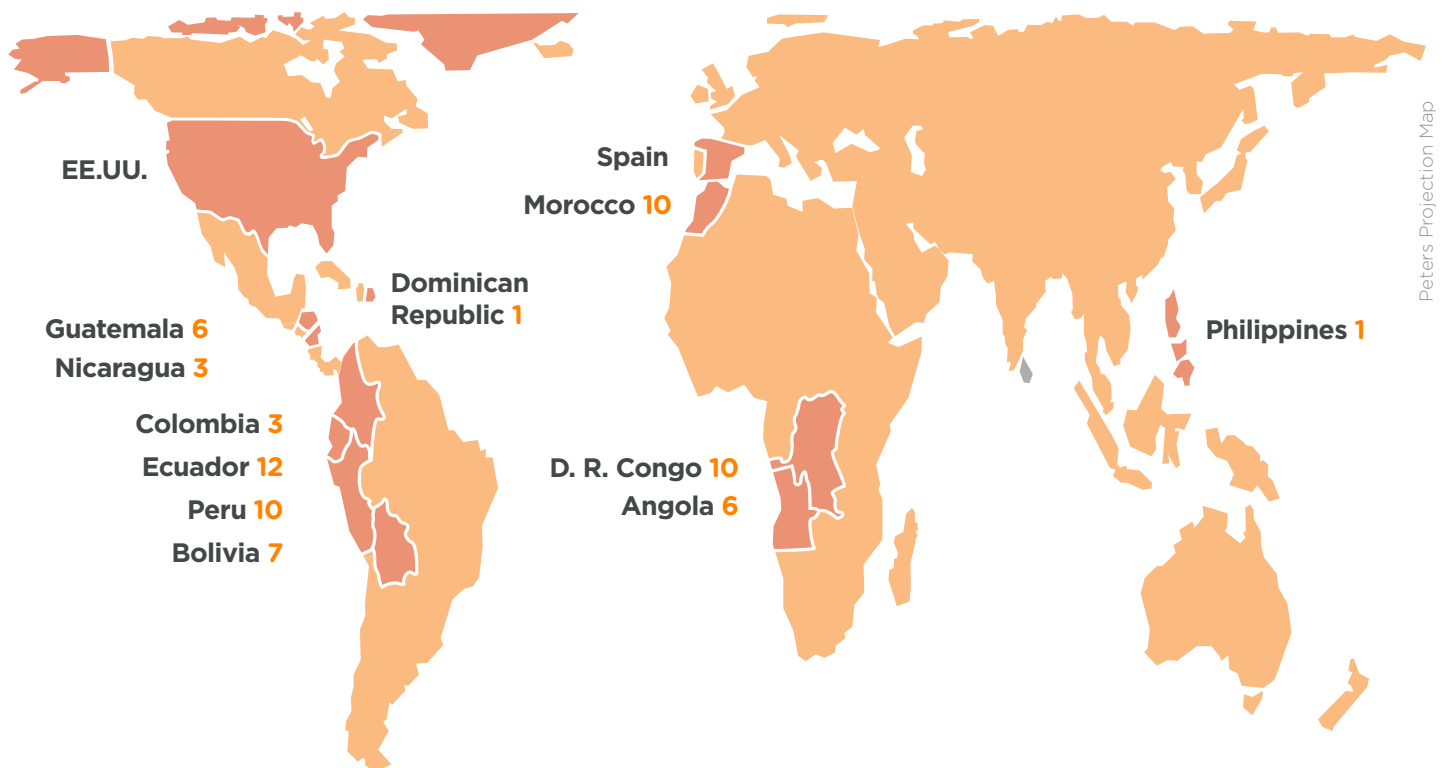 EE.UU.
Spain
Morocco 10
Dominican
Republic 1
Guatemala 6
Nicaragua 3
Philippines 1
Colombia 3
Ecuador 12
Peru 10
Bolivia 7
D. R. Congo 10
Angola 6
Peters Projection Map